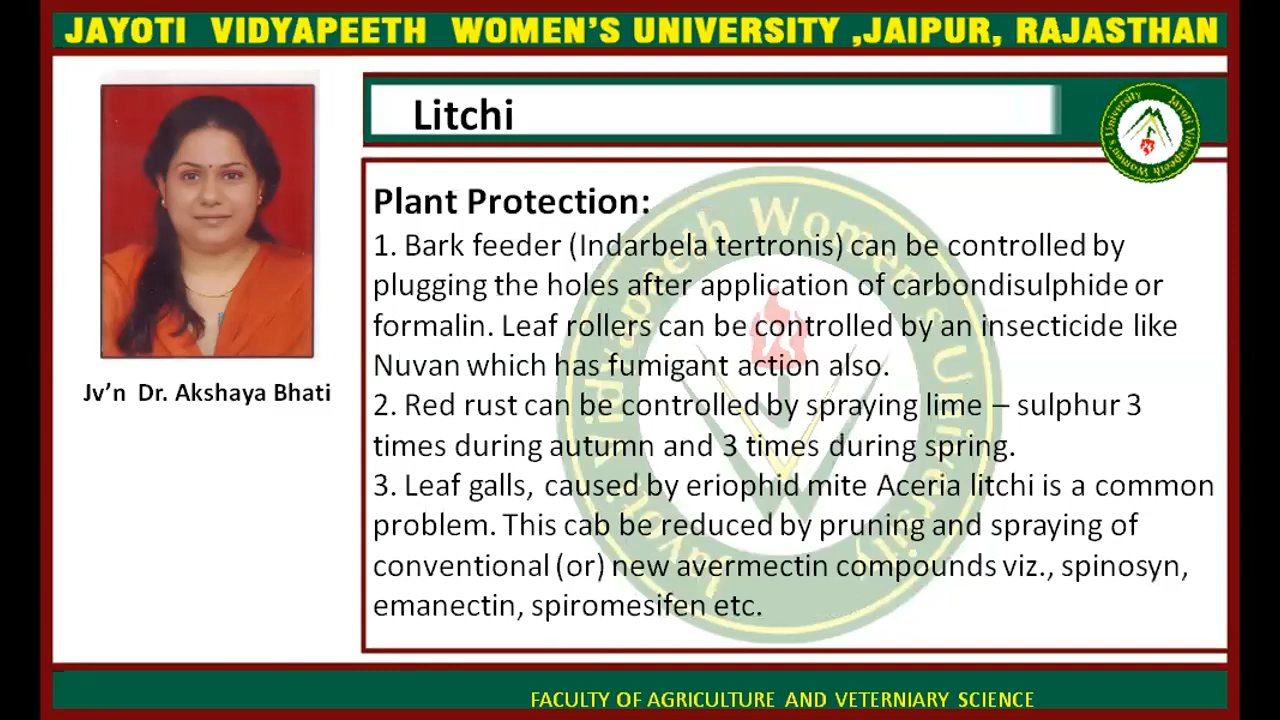 JAYOTI VIDYAPEETH WOMEN'S UNIVERSITY ,JAIPUR, RAJASTHAN
Litchi
Jayoti Vidyapeeth Women's University
Jv'n Dr. Akshaya Bhati
Plant Protection:
1. Bark feeder (Indarbela tertronis) can be controlled by
plugging the holes after application of carbondisulphide or
formalin. Leaf rollers can be controlled by an insecticide like
Nuvan which has fumigant action also.
2. Red rust can be controlled by spraying lime – sulphur 3
times during autumn and 3 times during spring.
3. Leaf galls, caused by eriophid mite Aceria litchi is a common
problem. This cab be reduced by pruning and spraying of
conventional (or) new avermectin compounds viz., spinosyn,
emanectin, spiromesifen etc.
FACULTY OF AGRICULTURE AND VETERNIARY SCIENCE